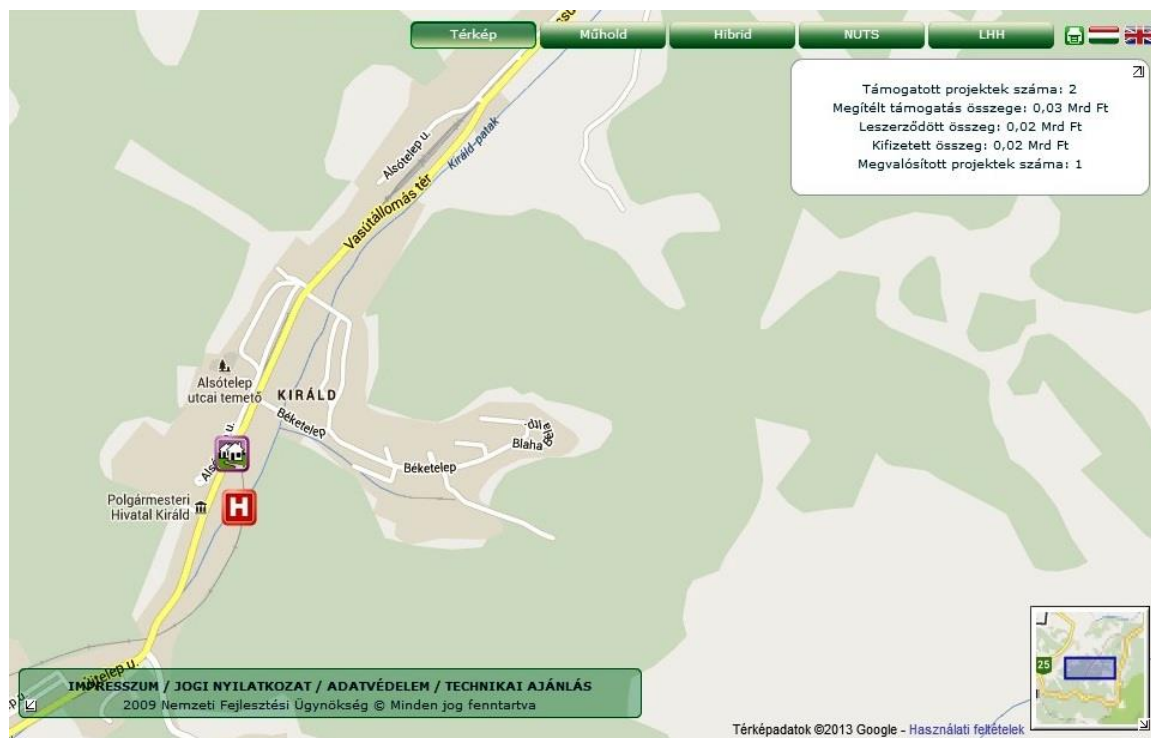 Térkép
Műhold
Hibrid
NUTS
LHH
Támogatott projektek száma: 2
Megítélt támogatás összege: 0,03 Mrd Ft
Leszerződött összeg: 0,02 Mrd Ft
Kifizetett összeg: 0,02 Mrd Ft
Megvalósított projektek száma: 1
Alsótelep u.
Királd-patak
Vasútállomás tér
Alsótelep
utcai temető
KIRÁLD
Béketelep
Blaha
Béketelep
Polgármesteri
Hivatal Királd
H
25
IMPRESSZUM / JOGI NYILATKOZAT / ADATVÉDELEM / TECHNIKAI AJÁNLÁS
2009 Nemzeti Fejlesztési Ügynökség © Minden jog fenntartva
Térképadatok ©2013 Google - Használati feltételek